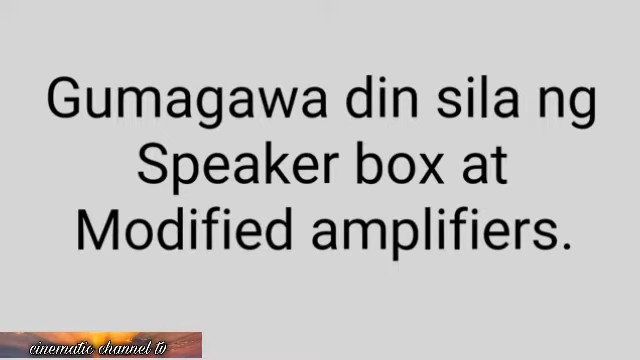 Gumagawa din sila ng
Speaker box at
Modified amplifiers.
cinematic channel tv